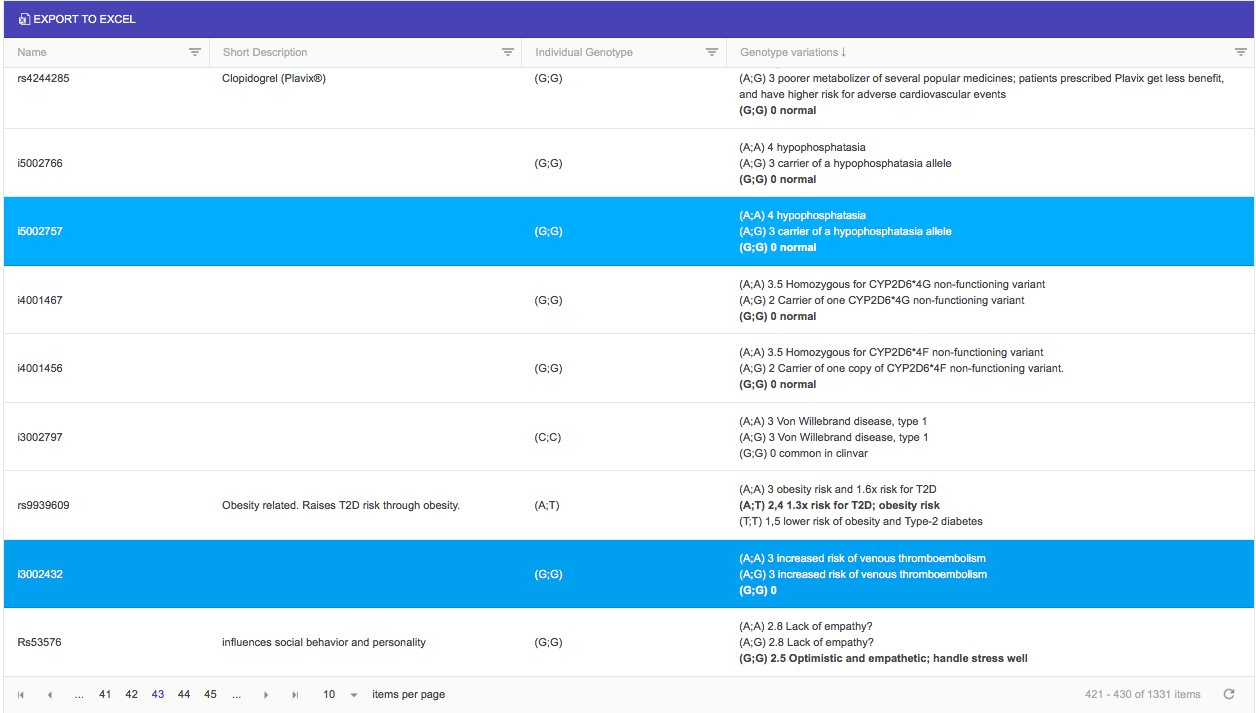 EXPORT TO EXCEL
Name Short Description Individual Genotype Genotype variations ↓
rs4244285 Clopidogrel (Plavix®) (G;G) (A;G) 3 poorer metabolizer of several popular medicines; patients prescribed Plavix get less benefit,
and have higher risk for adverse cardiovascular events
(G;G) 0 normal
(A;A) 4 hypophosphatasia
i5002766 (G;G) (A;G) 3 carrier of a hypophosphatasia allele
(G;G) 0 normal
(A;A) 4 hypophosphatasia
i5002757 (G;G) (A;G) 3 carrier of a hypophosphatasia allele
(G;G) 0 normal
(A;A) 3.5 Homozygous for CYP2D6*4G non-functioning variant
i4001467 (G;G) (A;G) 2 Carrier of one CYP2D6*4G non-functioning variant
(G;G) 0 normal
(A;A) 3.5 Homozygous for CYP2D6*4F non-functioning variant
i4001456 (G;G) (A;G) 2 Carrier of one copy of CYP2D6*4F non-functioning variant.
(G;G) 0 normal
(A;A) 3 Von Willebrand disease, type 1
i3002797 (C;C) (A;G) 3 Von Willebrand disease, type 1
(G;G) 0 common in clinvar
(A;A) 3 obesity risk and 1.6x risk for T2D
rs9939609 Obesity related. Raises T2D risk through obesity. (A;T) (A;T) 2,4 1.3x risk for T2D; obesity risk
(T;T) 1,5 lower risk of obesity and Type-2 diabetes
(A;A) 3 increased risk of venous thromboembolism
i3002432 (G;G) (A;G) 3 increased risk of venous thromboembolism
(G;G) 0
(A;A) 2.8 Lack of empathy?
Rs53576 influences social behavior and personality (G;G) (A;G) 2.8 Lack of empathy?
(G;G) 2.5 Optimistic and empathetic; handle stress well
... 41 42 43 44 45 ... 10 items per page 421 - 430 of 1331 items